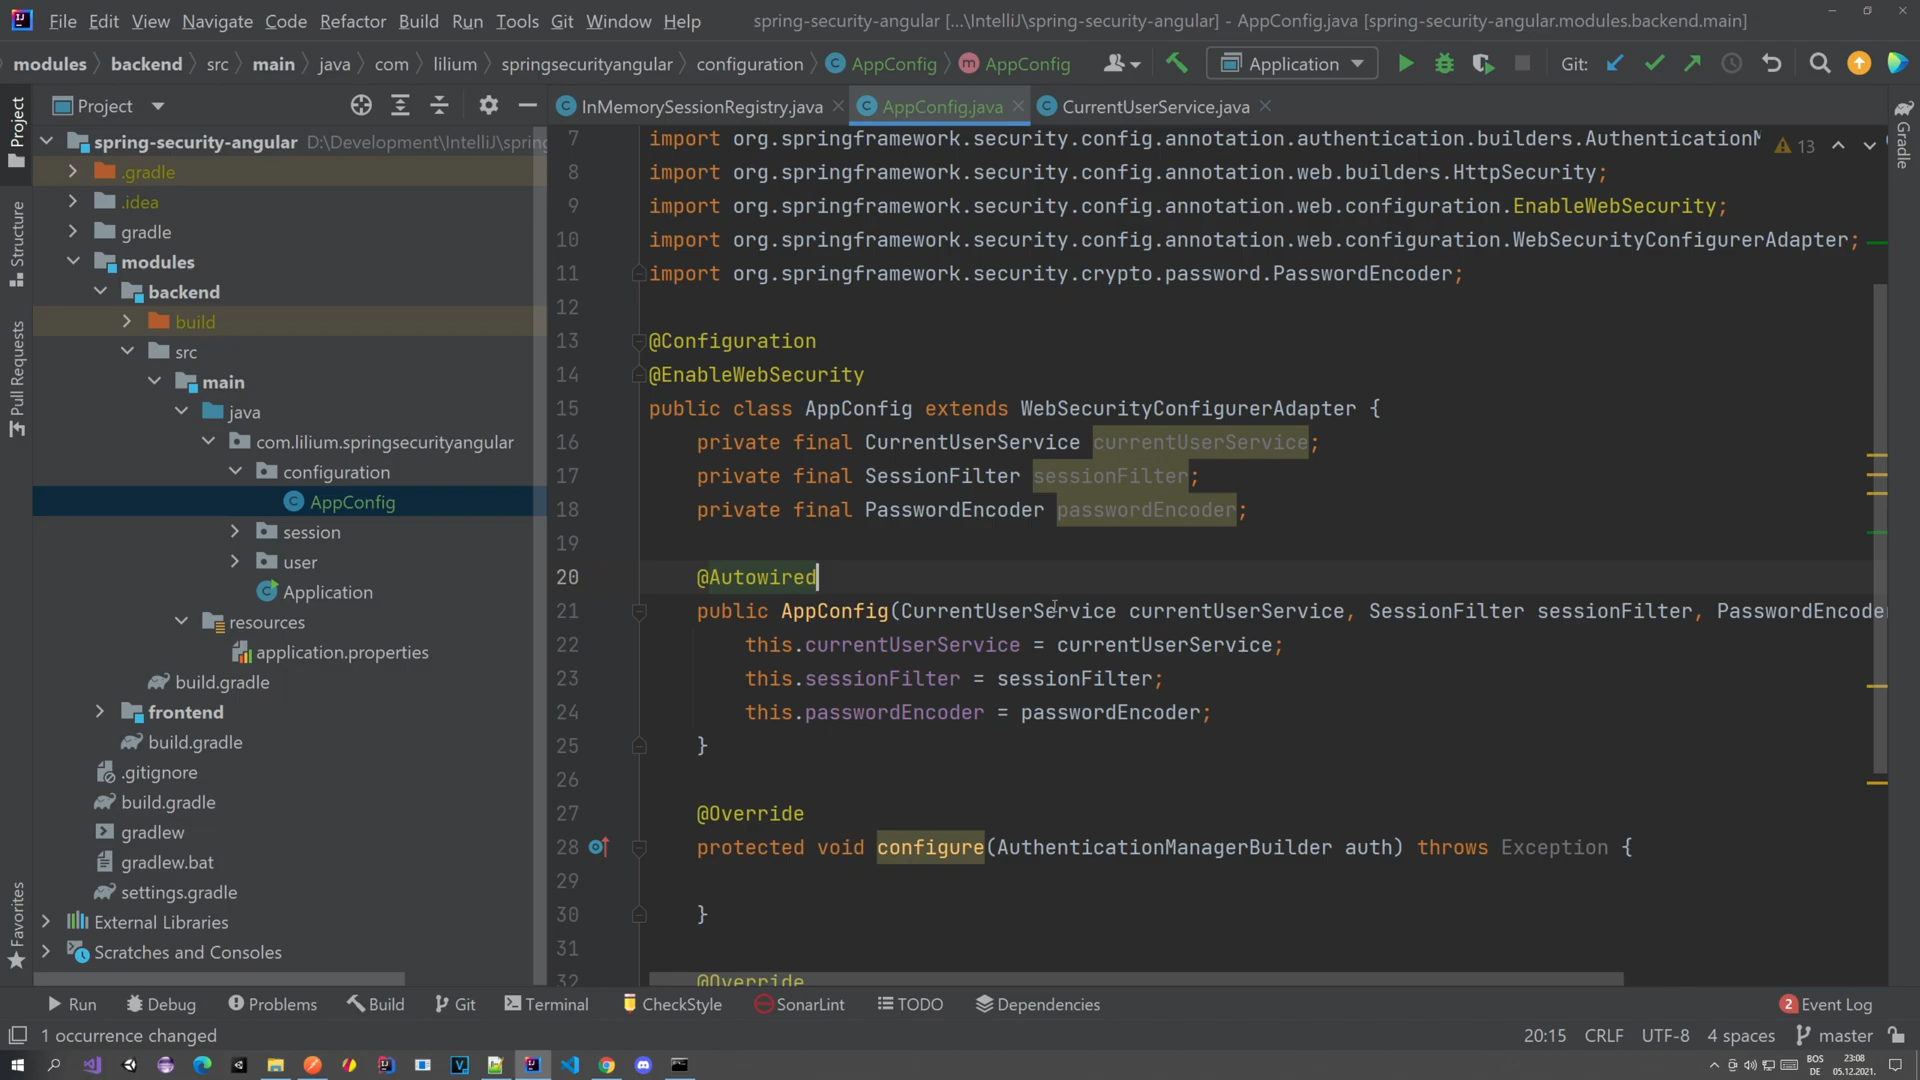 File Edit View Navigate Code Refactor Build Run Tools Git Window Help spring-security-angular [...\IntelliJ\spring-security-angular] - AppConfig.java [spring-security-angular.modules.backend.main]
modules backend src main java com lilium springsecurityangular configuration AppConfig AppConfig Application Git:
Project
InMemorySessionRegistry.java AppConfig.java CurrentUserService.java
Project
Structure
Pull Requests
Favorites
Gradle
spring-security-angular D:\Development\IntelliJ\spring
.gradle
.idea
gradle
modules
backend
build
src
main
java
com.lilium.springsecurityangular
configuration
AppConfig
session
user
Application
resources
application.properties
build.gradle
frontend
build.gradle
.gitignore
build.gradle
gradlew
gradlew.bat
settings.gradle
External Libraries
Scratches and Consoles
13
7 import org.springframework.security.config.annotation.authentication.builders.Authentication
8 import org.springframework.security.config.annotation.web.builders.HttpSecurity;
9 import org.springframework.security.config.annotation.web.configuration.EnableWebSecurity;
10 import org.springframework.security.config.annotation.web.configuration.WebSecurityConfigurerAdapter;
11 import org.springframework.security.crypto.password.PasswordEncoder;
12
13 @Configuration
14 @EnableWebSecurity
15 public class AppConfig extends WebSecurityConfigurerAdapter {
16 private final CurrentUserService currentUserService;
17 private final SessionFilter sessionFilter;
18 private final PasswordEncoder passwordEncoder;
19
20 @Autowired
21 public AppConfig(CurrentUserService currentUserService, SessionFilter sessionFilter, PasswordEncoder
22 this.currentUserService = currentUserService;
23 this.sessionFilter = sessionFilter;
24 this.passwordEncoder = passwordEncoder;
25 }
26
27 @Override
28 protected void configure(AuthenticationManagerBuilder auth) throws Exception {
29
30 }
31
32 @Override
Run Debug Problems Build Git Terminal CheckStyle SonarLint TODO Dependencies 2 Event Log
1 occurrence changed 20:15 CRLF UTF-8 4 spaces master
BOS
DE
23:08
05.12.2021.